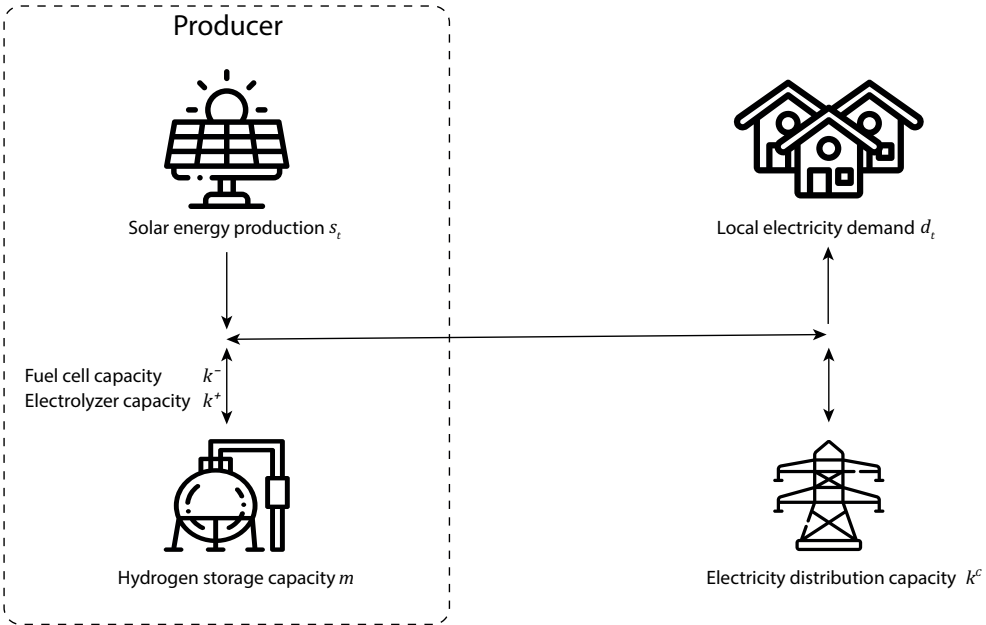 Producer
Solar energy production s_t
Local electricity demand d_t
Fuel cell capacity k⁻
Electrolyzer capacity k⁺
Hydrogen storage capacity m
Electricity distribution capacity k^c